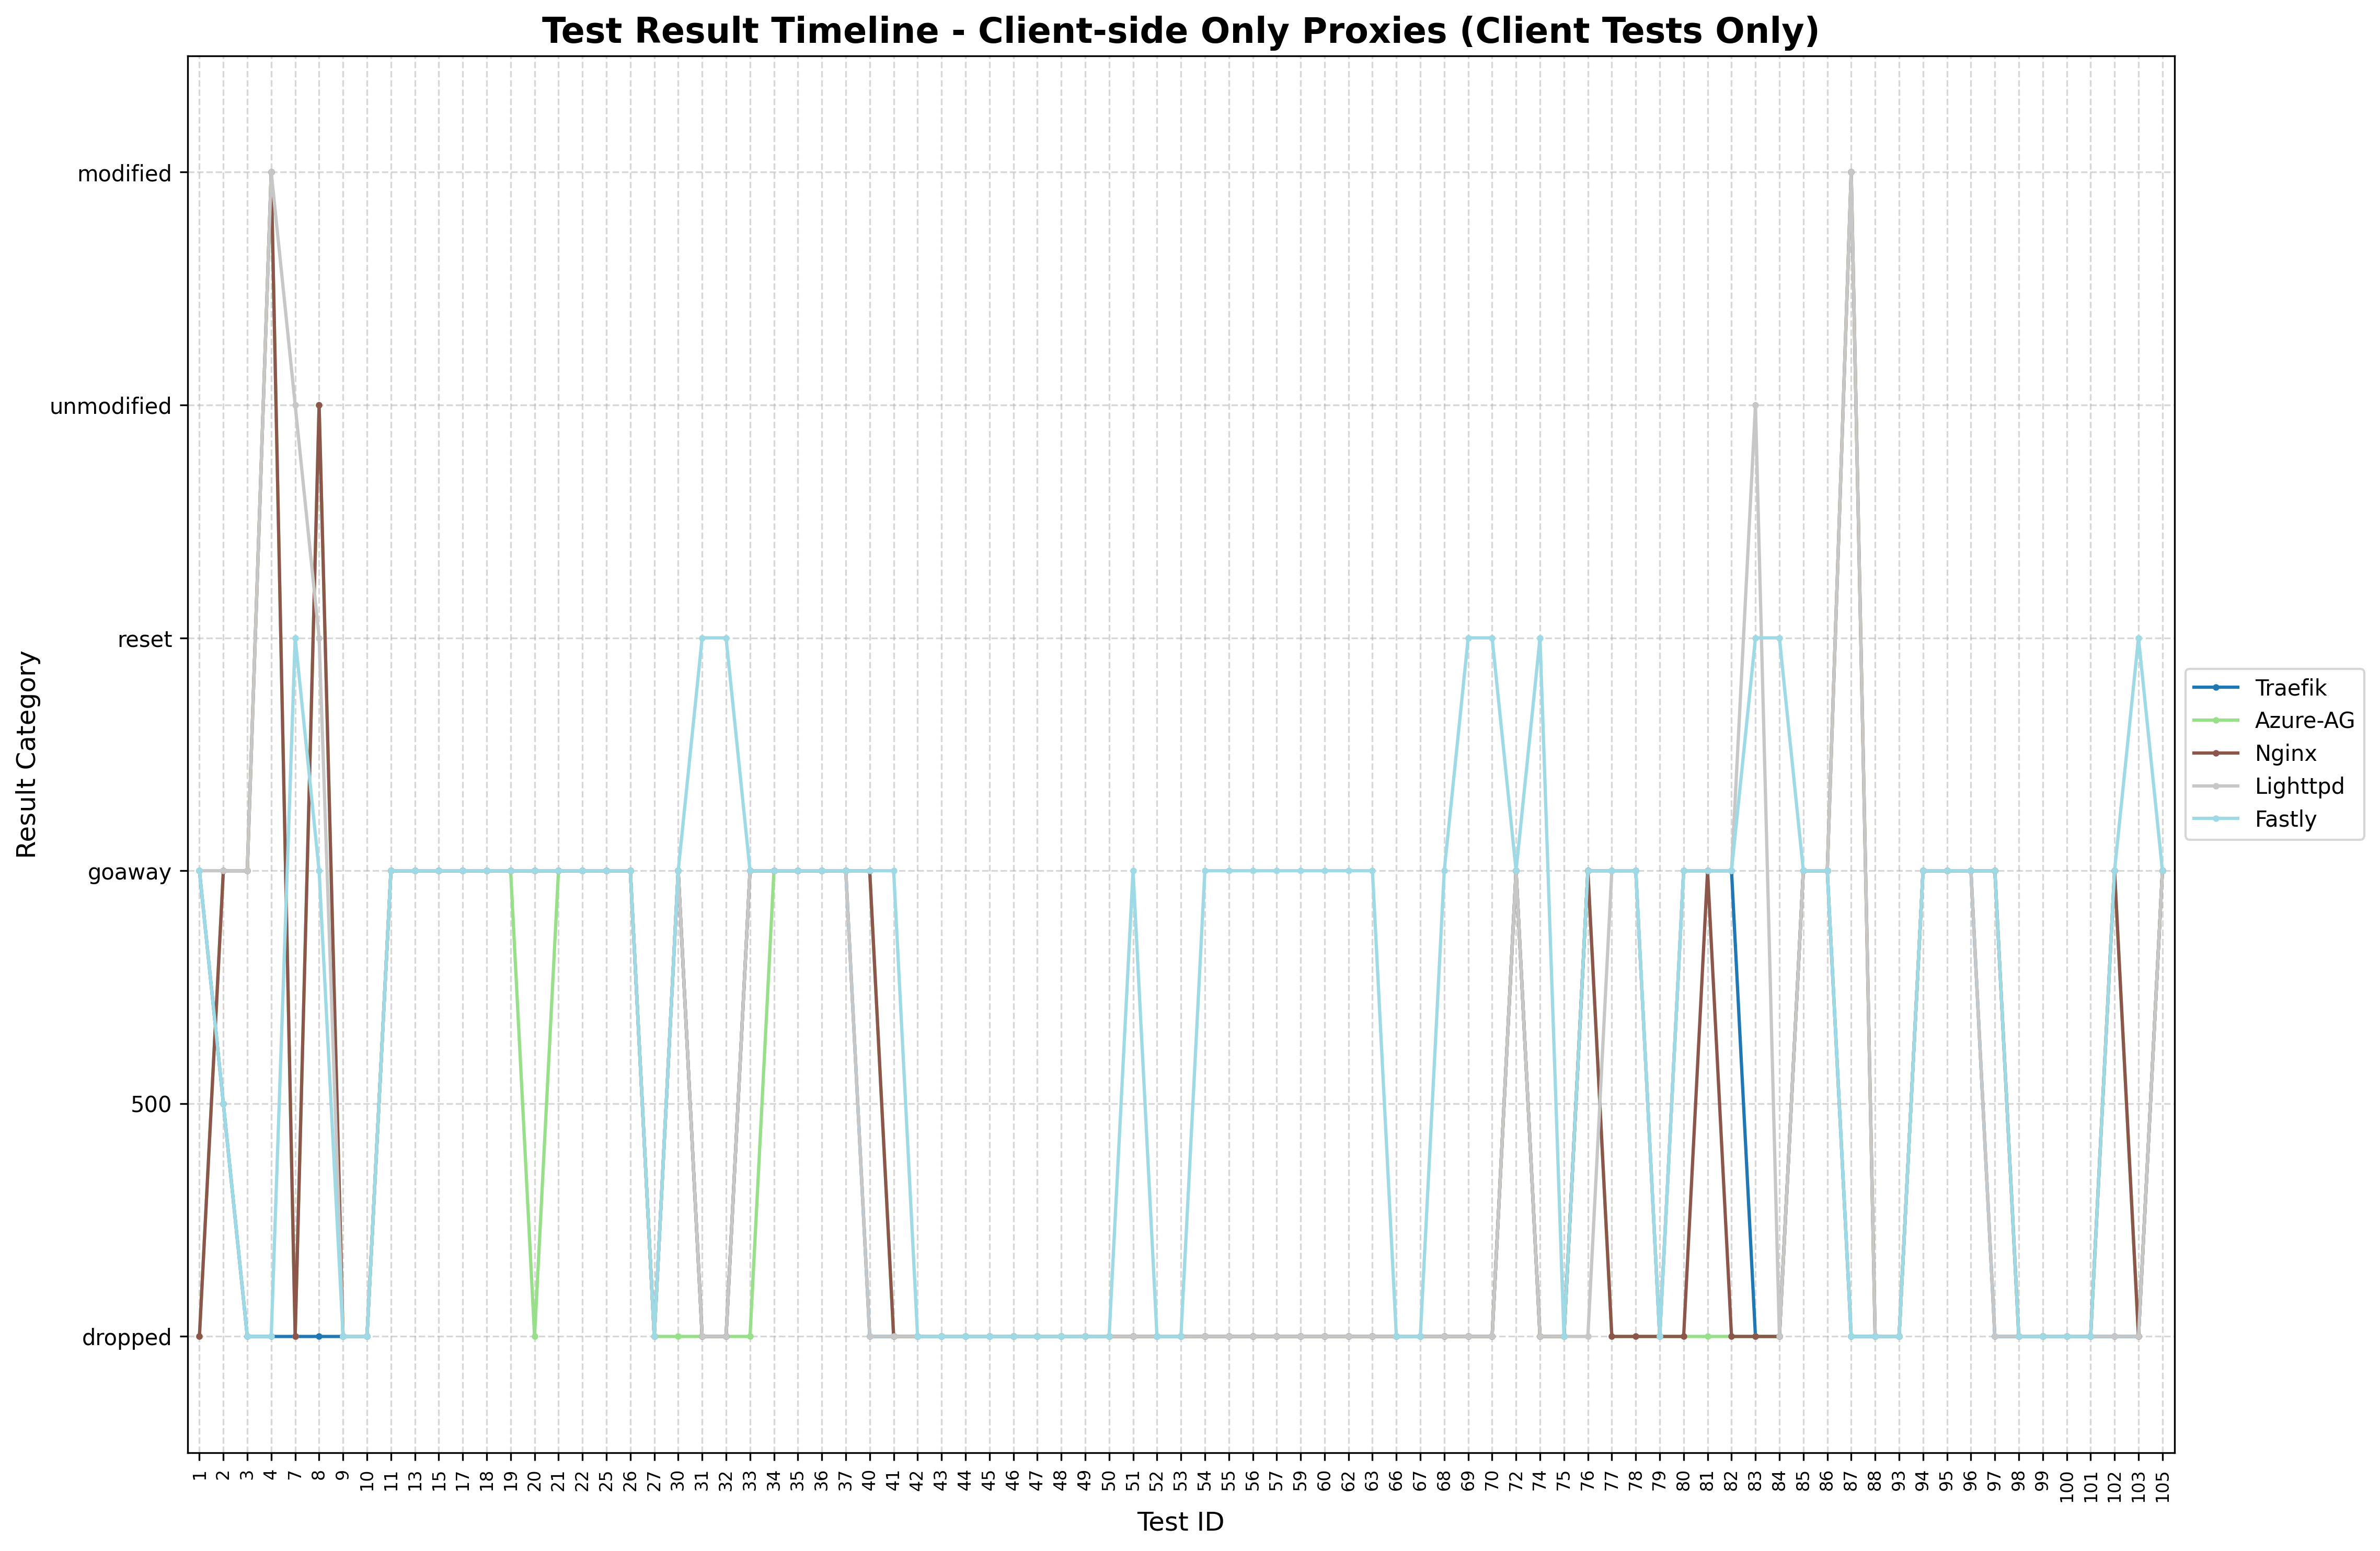 Test Result Timeline - Client-side Only Proxies (Client Tests Only)
Result Category
modified
unmodified
reset
goaway
500
dropped
Traefik
Azure-AG
Nginx
Lighttpd
Fastly
1 2 3 4 7 8 9 10 11 13 15 17 18 19 20 21 22 25 26 27 30 31 32 33 34 35 36 37 40 41 42 43 44 45 46 47 48 49 50 51 52 53 54 55 56 57 59 60 62 63 66 67 68 69 70 72 74 75 76 77 78 79 80 81 82 83 84 85 86 87 88 93 94 95 96 97 98 99 100 101 102 103 105
Test ID